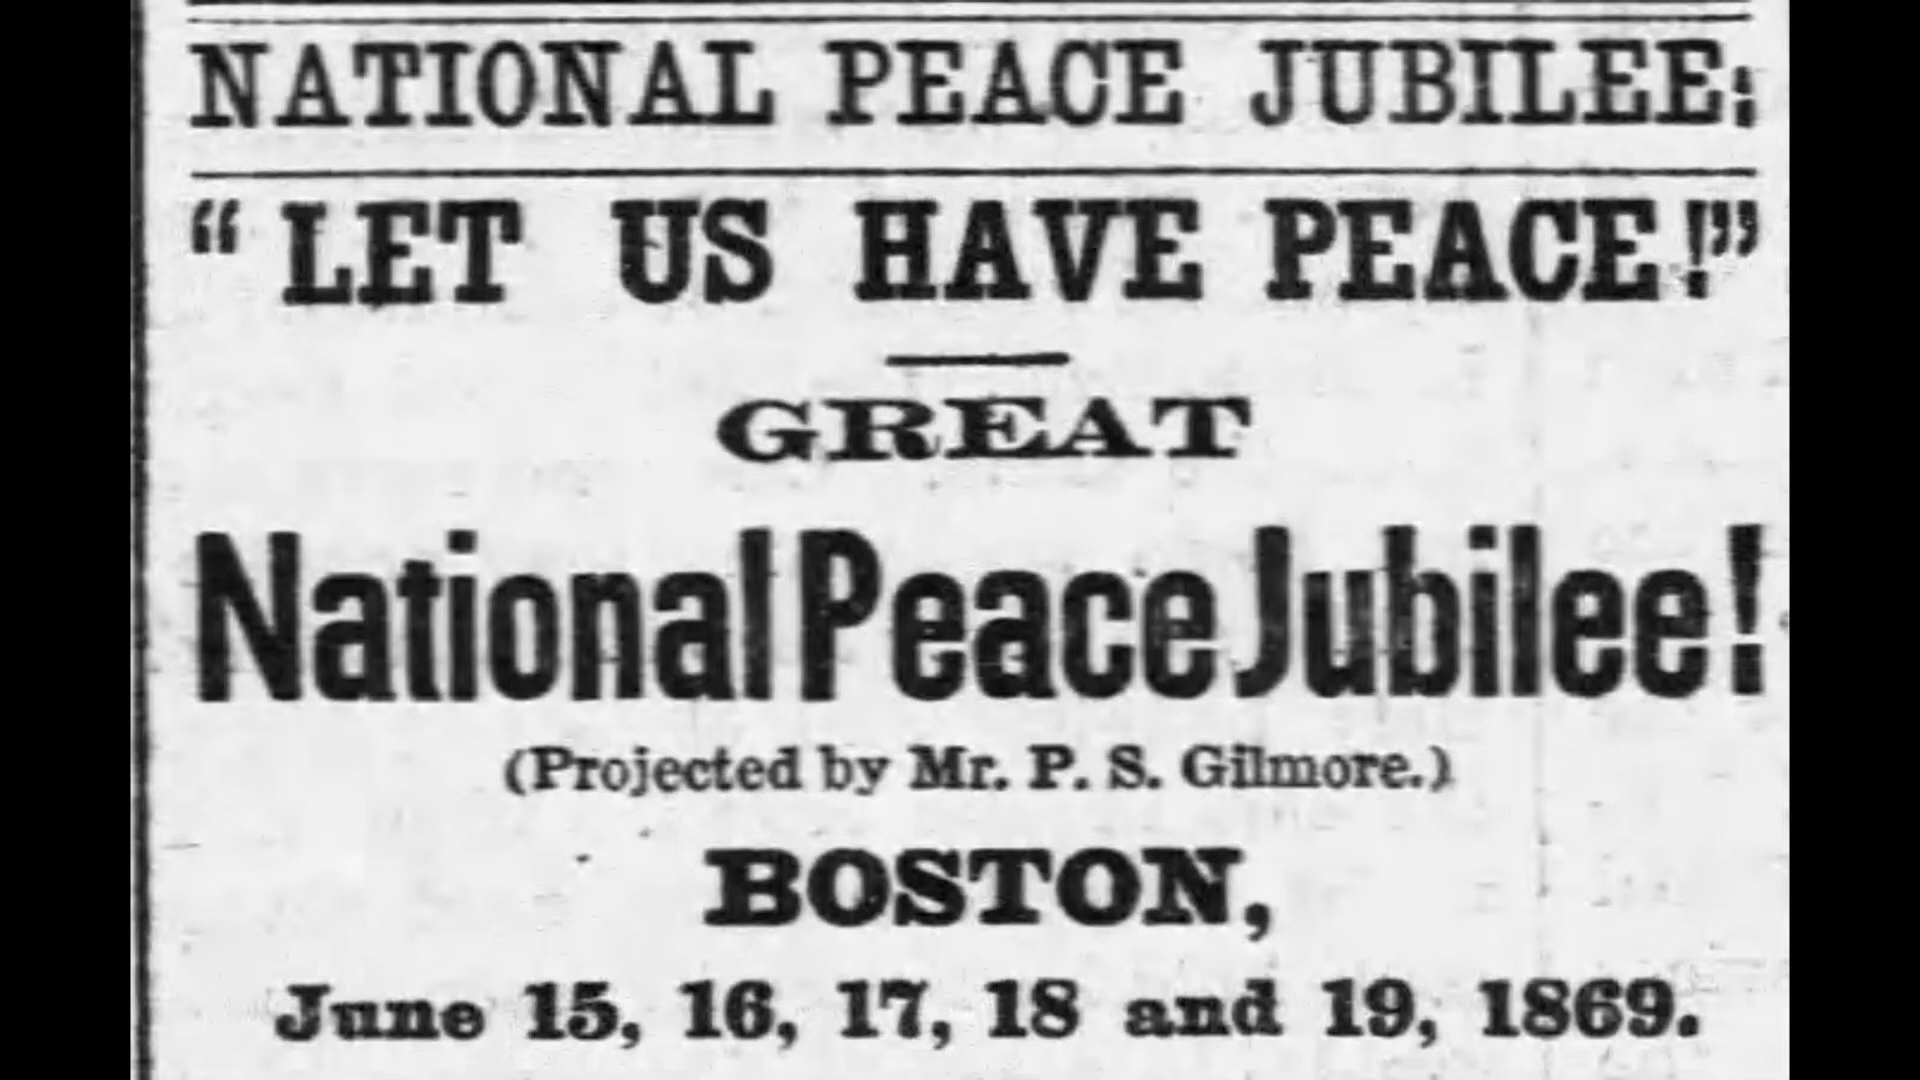 NATIONAL PEACE JUBILEE:
“LET US HAVE PEACE!”
GREAT
National Peace Jubilee!
(Projected by Mr. P. S. Gilmore.)
BOSTON,
June 15, 16, 17, 18 and 19, 1869.